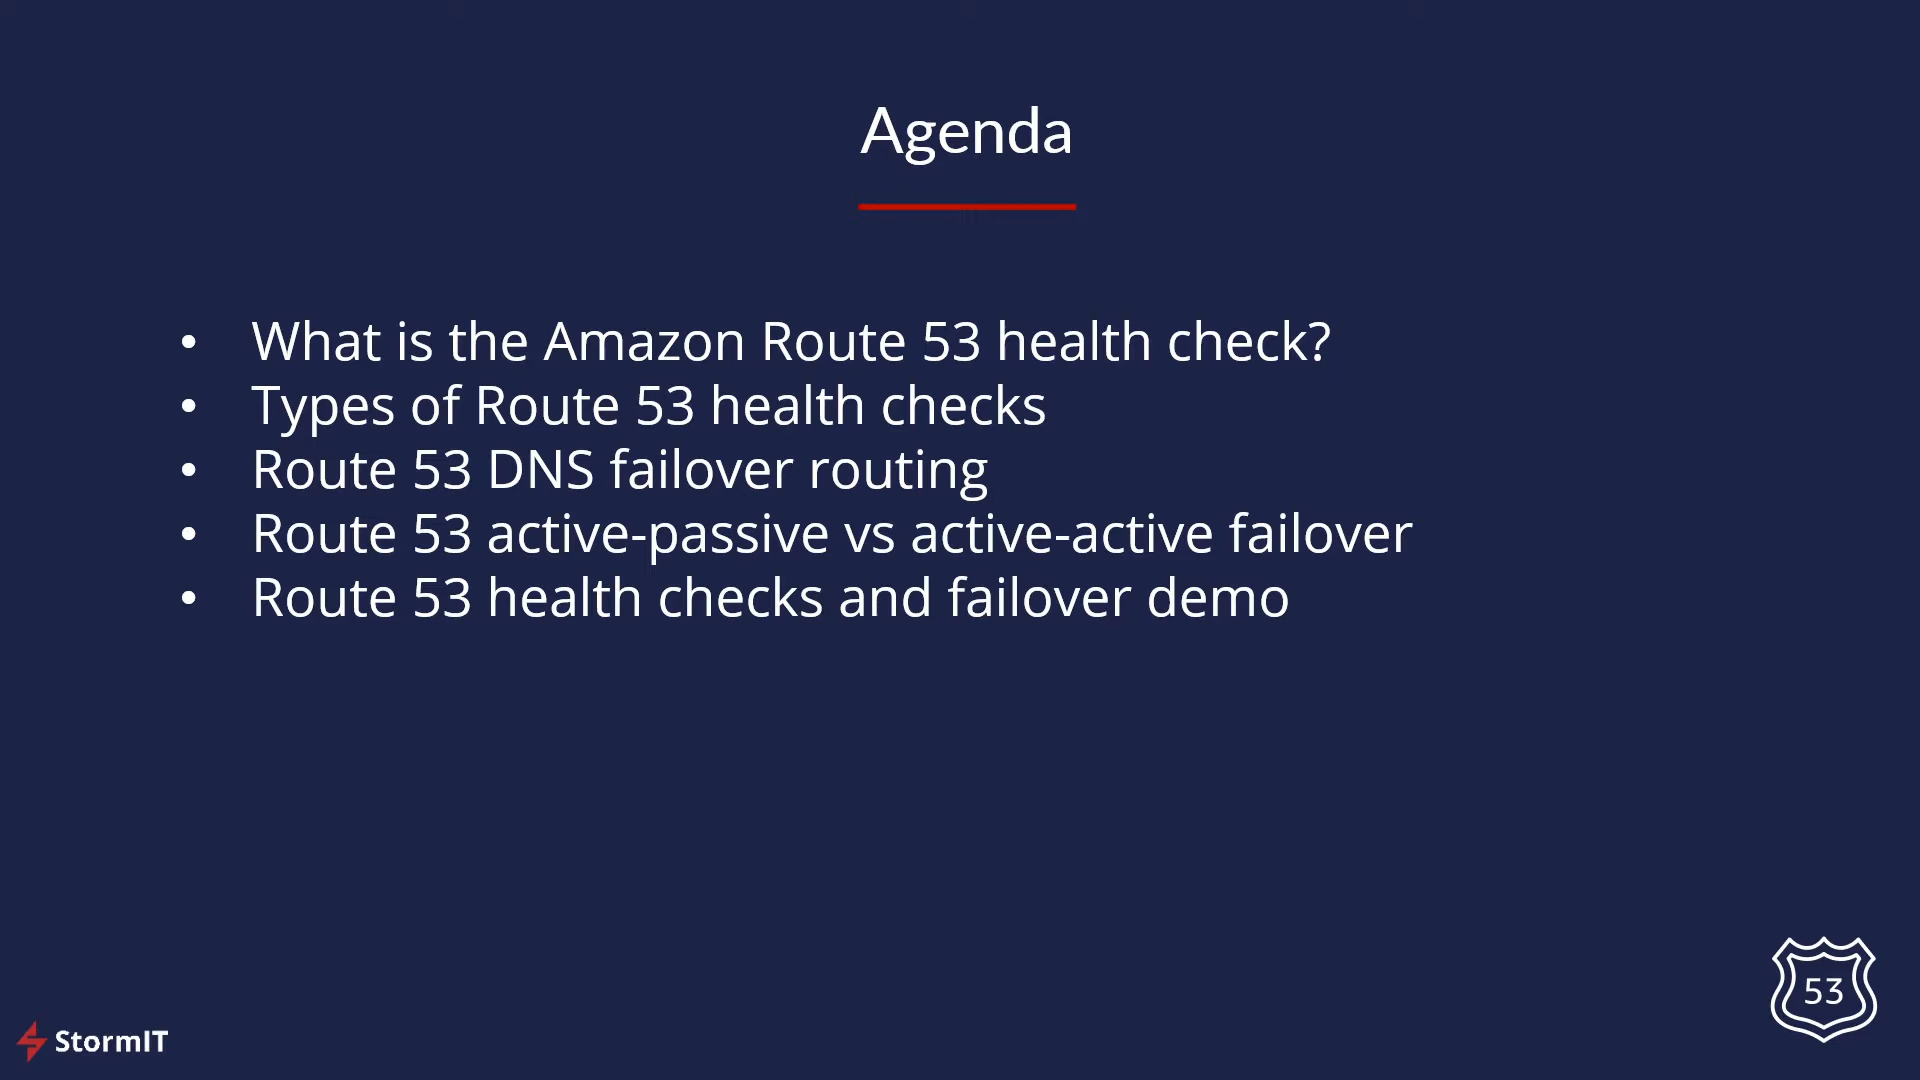 Agenda
• What is the Amazon Route 53 health check?
• Types of Route 53 health checks
• Route 53 DNS failover routing
• Route 53 active-passive vs active-active failover
• Route 53 health checks and failover demo
53
StormIT